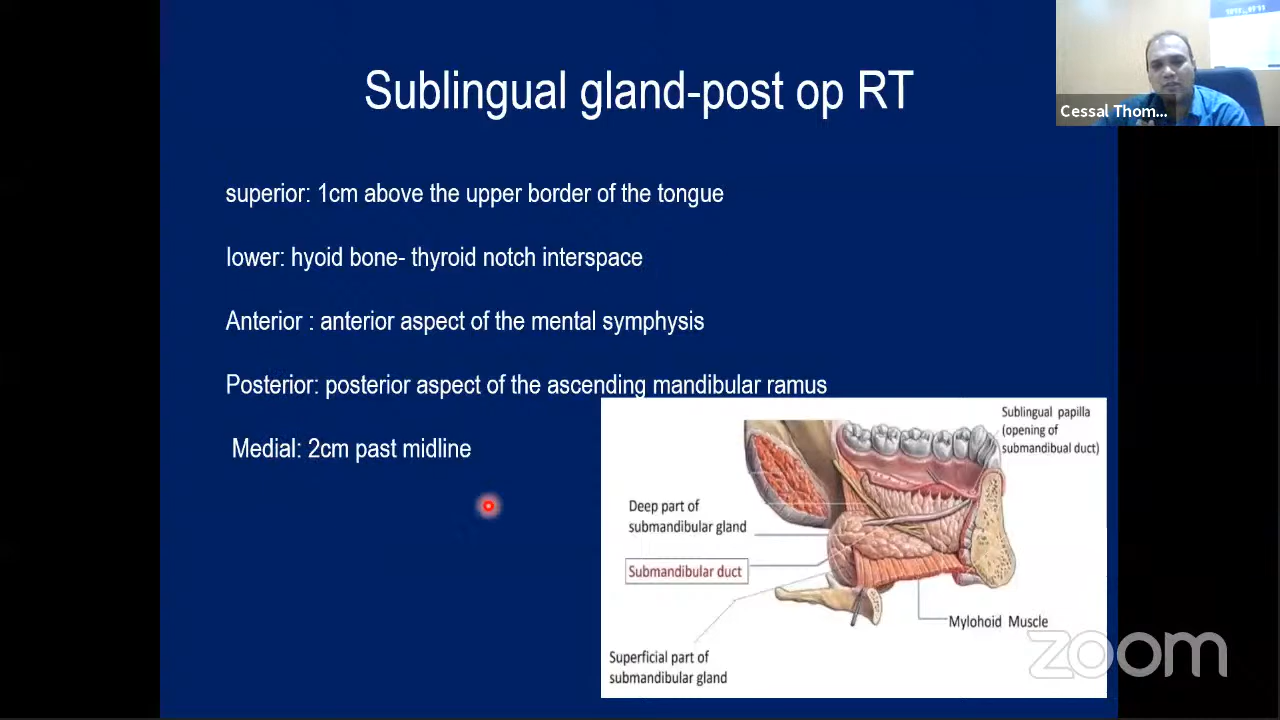 Sublingual gland-post op RT
Cessal Thom...
superior: 1cm above the upper border of the tongue
lower: hyoid bone- thyroid notch interspace
Anterior : anterior aspect of the mental symphysis
Posterior: posterior aspect of the ascending mandibular ramus
Medial: 2cm past midline
Sublingual papilla
(opening of
submandibual duct)
Deep part of
submandibular gland
Submandibular duct
Mylohoid Muscle
Superficial part of
submandibular gland
zoom